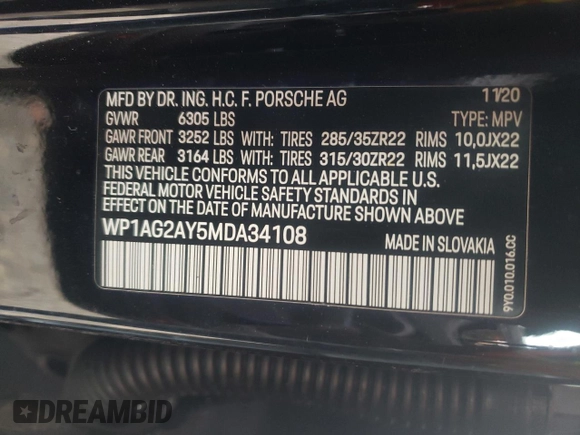 MFD BY DR. ING. H.C. F. PORSCHE AG 11/20
GVWR 6305 LBS TYPE: MPV
GAWR FRONT 3252 LBS WITH: TIRES 285/35ZR22 RIMS 10,0JX22
GAWR REAR 3164 LBS WITH: TIRES 315/30ZR22 RIMS 11,5JX22
THIS VEHICLE CONFORMS TO ALL APPLICABLE U.S.
FEDERAL MOTOR VEHICLE SAFETY STANDARDS IN
EFFECT ON THE DATE OF MANUFACTURE SHOWN ABOVE.
WP1AG2AY5MDA34108 MADE IN SLOVAKIA
9Y0.010.016.CC
DREAMBID